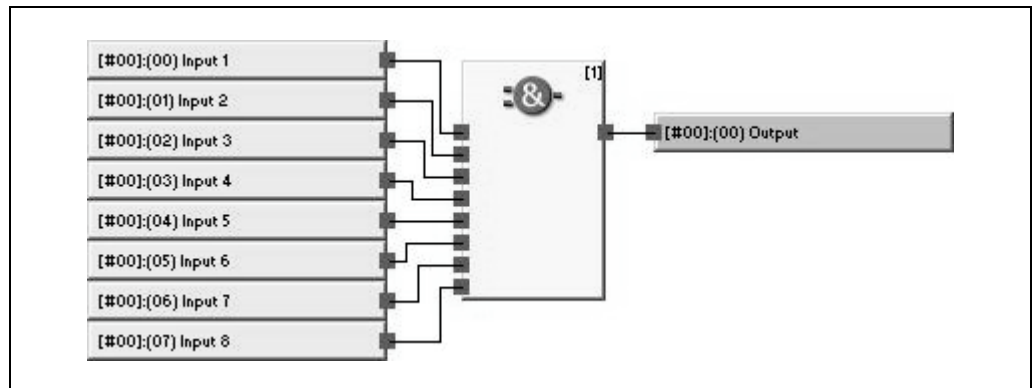 [#00]:(00) Input 1
[#00]:(01) Input 2
[#00]:(02) Input 3
[#00]:(03) Input 4
[#00]:(04) Input 5
[#00]:(05) Input 6
[#00]:(06) Input 7
[#00]:(07) Input 8
[1]
&
[#00]:(00) Output